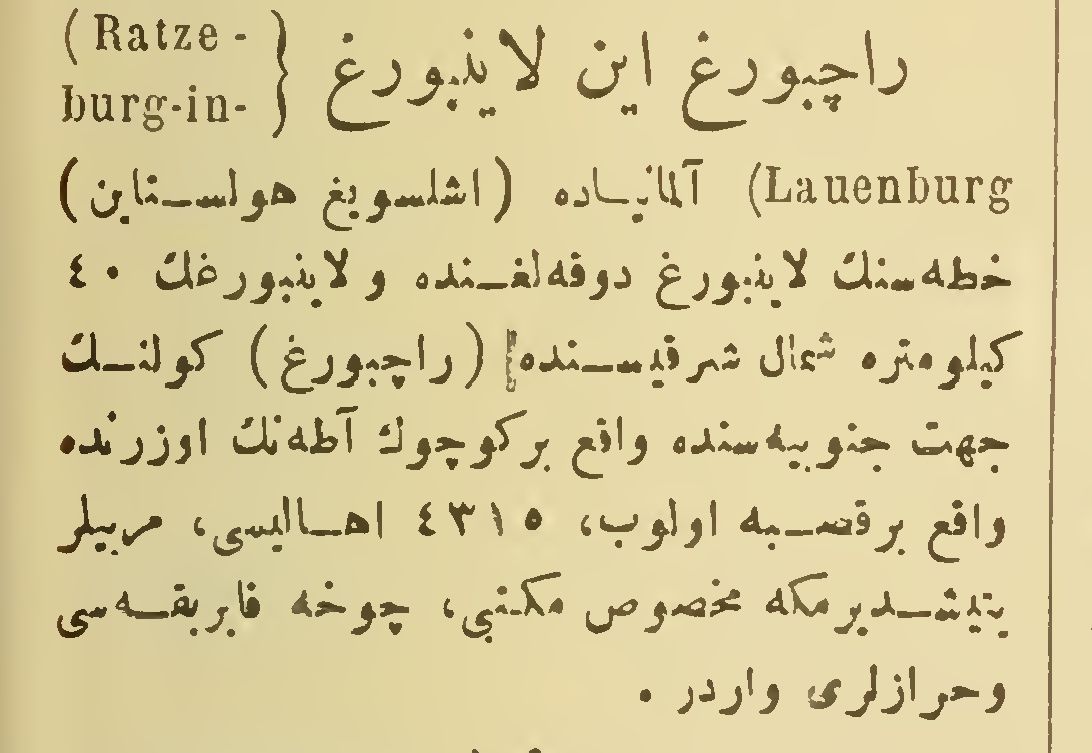 راچبورغ این لاینبورغ (Ratze-
burg-in-
Lauenburg) آلمانیاده (اشلسویغ هولستاین)
خطه‌سنك لاینبورغ دوقه‌لغنده و لاینبورغك ٤٠
کیلومتره شمال شرقیسنده (راچبورغ) کولنك
جهت جنوبیه‌سنده واقع برکوچوك آطه‌نك اوزرنده
واقع برقصبه اولوب، ٤٣١٥ اهالیسی، مربیلر
یتیشدیرمکه مخصوص مکتبی، چوخه فابریقه‌سی
وحرازلری واردر .